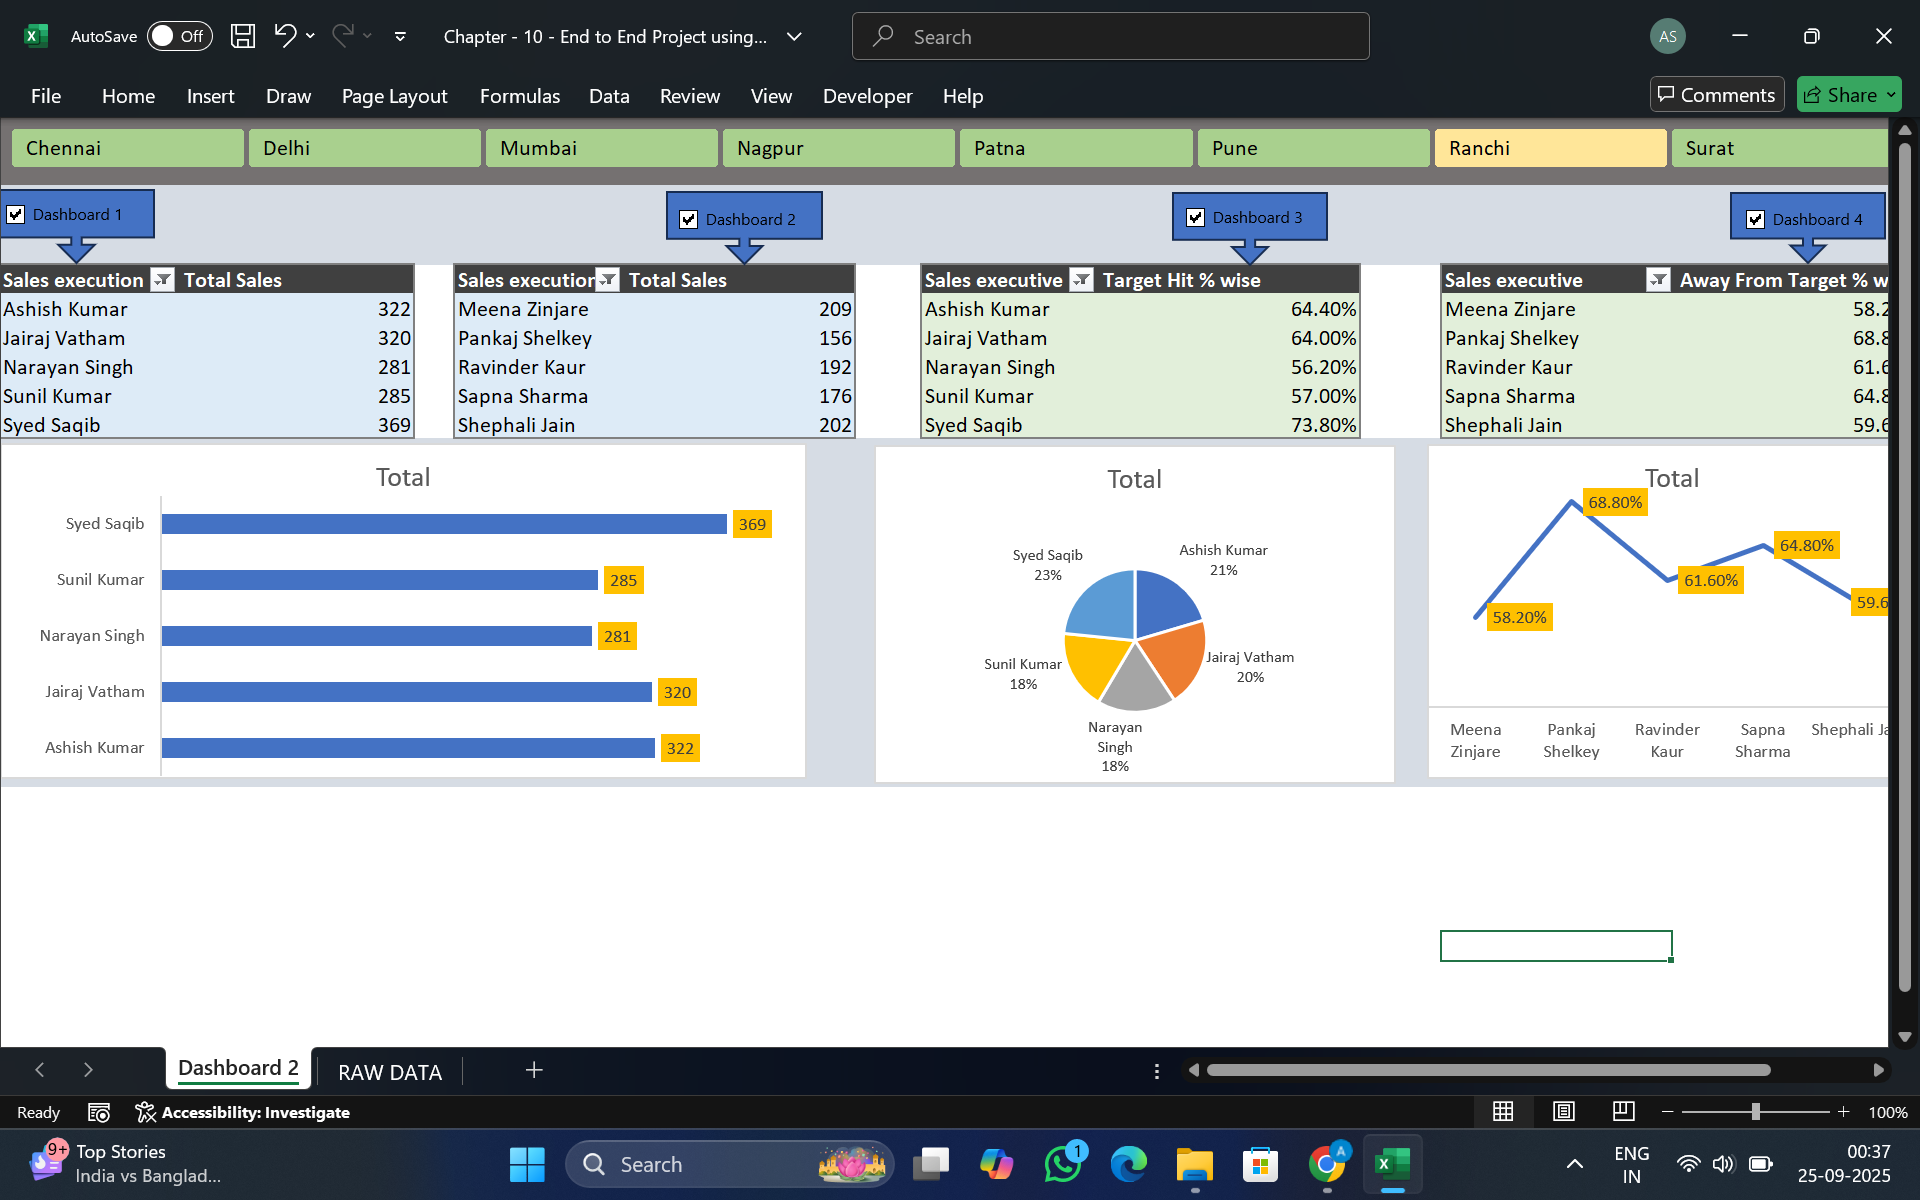 AutoSave Off Chapter - 10 - End to End Project using... Search AS
File Home Insert Draw Page Layout Formulas Data Review View Developer Help Comments Share
Chennai Delhi Mumbai Nagpur Patna Pune Ranchi Surat
Dashboard 1 Dashboard 2 Dashboard 3 Dashboard 4
Sales execution Total Sales Sales execution Total Sales Sales executive Target Hit % wise Sales executive Away From Target % w
Ashish Kumar 322 Meena Zinjare 209 Ashish Kumar 64.40% Meena Zinjare 58.2
Jairaj Vatham 320 Pankaj Shelkey 156 Jairaj Vatham 64.00% Pankaj Shelkey 68.8
Narayan Singh 281 Ravinder Kaur 192 Narayan Singh 56.20% Ravinder Kaur 61.6
Sunil Kumar 285 Sapna Sharma 176 Sunil Kumar 57.00% Sapna Sharma 64.8
Syed Saqib 369 Shephali Jain 202 Syed Saqib 73.80% Shephali Jain 59.6
Total
Syed Saqib 369
Sunil Kumar 285
Narayan Singh 281
Jairaj Vatham 320
Ashish Kumar 322
Total
Syed Saqib
23%
Ashish Kumar
21%
Sunil Kumar
18%
Jairaj Vatham
20%
Narayan
Singh
18%
Total
68.80%
64.80%
61.60%
59.6
58.20%
Meena Pankaj Ravinder Sapna Shephali Ja
Zinjare Shelkey Kaur Sharma
Dashboard 2 RAW DATA
Ready Accessibility: Investigate 100%
9+ Top Stories
India vs Banglad...
Search
1
A
ENG
IN
00:37
25-09-2025